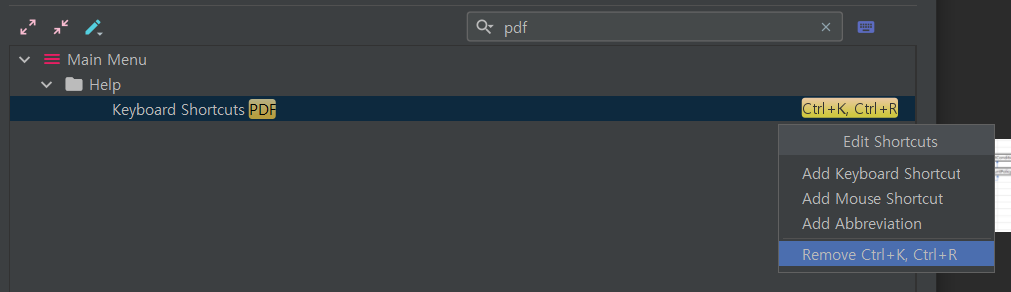 pdf
Main Menu
Help
Keyboard Shortcuts PDF Ctrl+K, Ctrl+R
Edit Shortcuts
Add Keyboard Shortcut
Add Mouse Shortcut
Add Abbreviation
Remove Ctrl+K, Ctrl+R